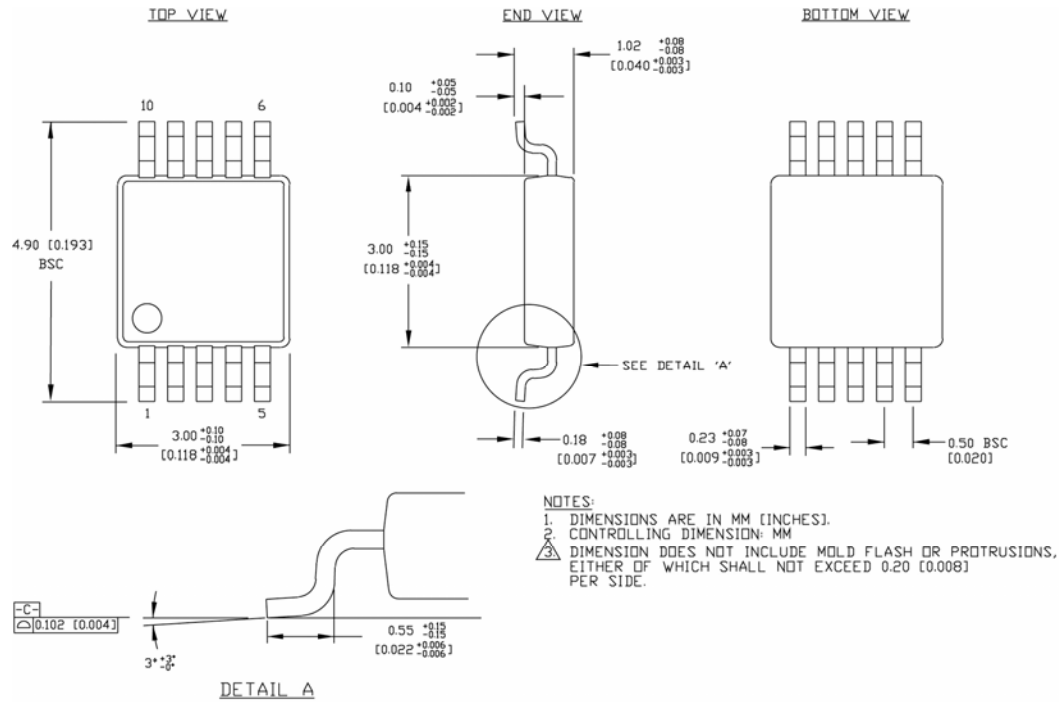 TOP VIEW
END VIEW
BOTTOM VIEW
1.02 +0.08 -0.08
[0.040 +0.003 -0.003]
0.10 +0.05 -0.05
[0.004 +0.002 -0.002]
10 6
4.90 [0.193]
BSC
3.00 +0.15 -0.15
[0.118 +0.004 -0.004]
SEE DETAIL 'A'
1 5
3.00 +0.10 -0.10
[0.118 +0.004 -0.004]
0.18 +0.08 -0.08
[0.007 +0.003 -0.003]
0.23 +0.07 -0.08
[0.009 +0.003 -0.003]
0.50 BSC
[0.020]
NOTES:
1. DIMENSIONS ARE IN MM [INCHES].
2. CONTROLLING DIMENSION: MM
3. DIMENSION DOES NOT INCLUDE MOLD FLASH OR PROTRUSIONS,
EITHER OF WHICH SHALL NOT EXCEED 0.20 [0.008]
PER SIDE.
-C-
0.102 [0.004]
0.55 +0.15 -0.15
[0.022 +0.006 -0.006]
3° +3° -0°
DETAIL A